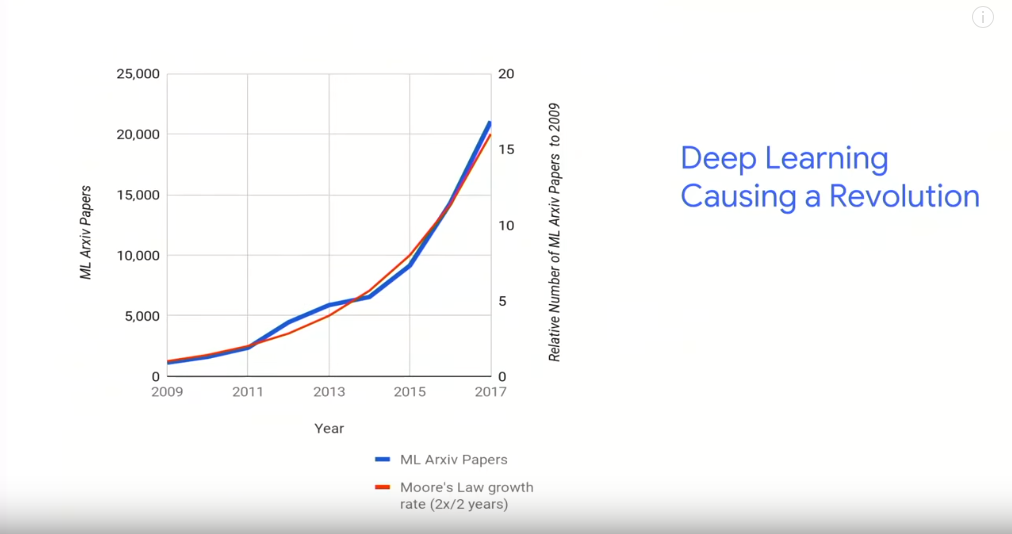 i
25,000
20,000
15,000
10,000
5,000
0
ML Arxiv Papers
20
15
10
5
0
Relative Number of ML Arxiv Papers to 2009
2009 2011 2013 2015 2017
Year
ML Arxiv Papers
Moore's Law growth
rate (2x/2 years)
Deep Learning
Causing a Revolution